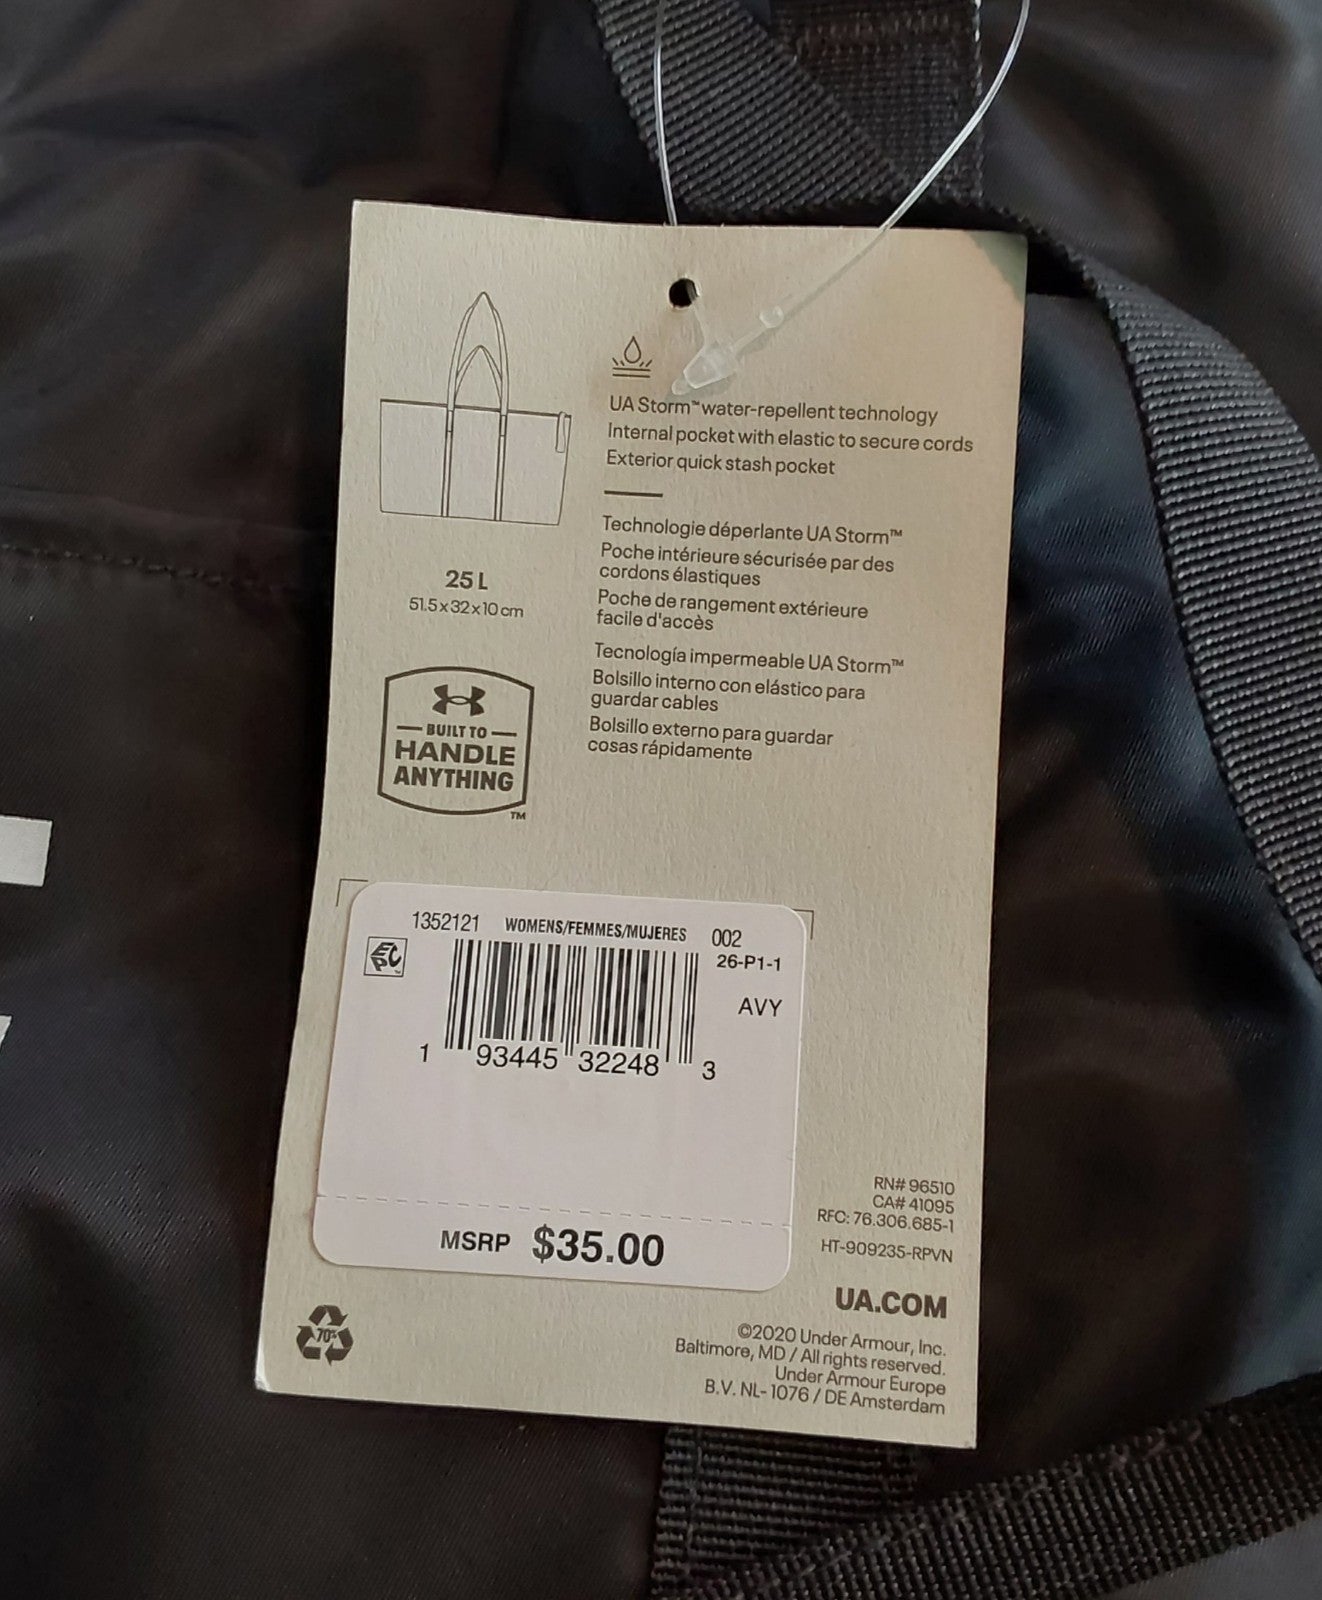 UA Storm™ water-repellent technology
Internal pocket with elastic to secure cords
Exterior quick stash pocket
Technologie déperlante UA Storm™
Poche intérieure sécurisée par des
cordons élastiques
Poche de rangement extérieure
facile d'accès
Tecnología impermeable UA Storm™
Bolsillo interno con elástico para
guardar cables
Bolsillo externo para guardar
cosas rápidamente
25 L
51.5 x 32 x 10 cm
BUILT TO
HANDLE
ANYTHING
TM
1352121 WOMENS/FEMMES/MUJERES 002
EPC
26-P1-1
AVY
1 93445 32248 3
MSRP $35.00
RN# 96510
CA# 41095
RFC: 76.306.685-1
HT-909235-RPVN
UA.COM
70%
©2020 Under Armour, Inc.
Baltimore, MD / All rights reserved.
Under Armour Europe
B.V. NL- 1076 / DE Amsterdam